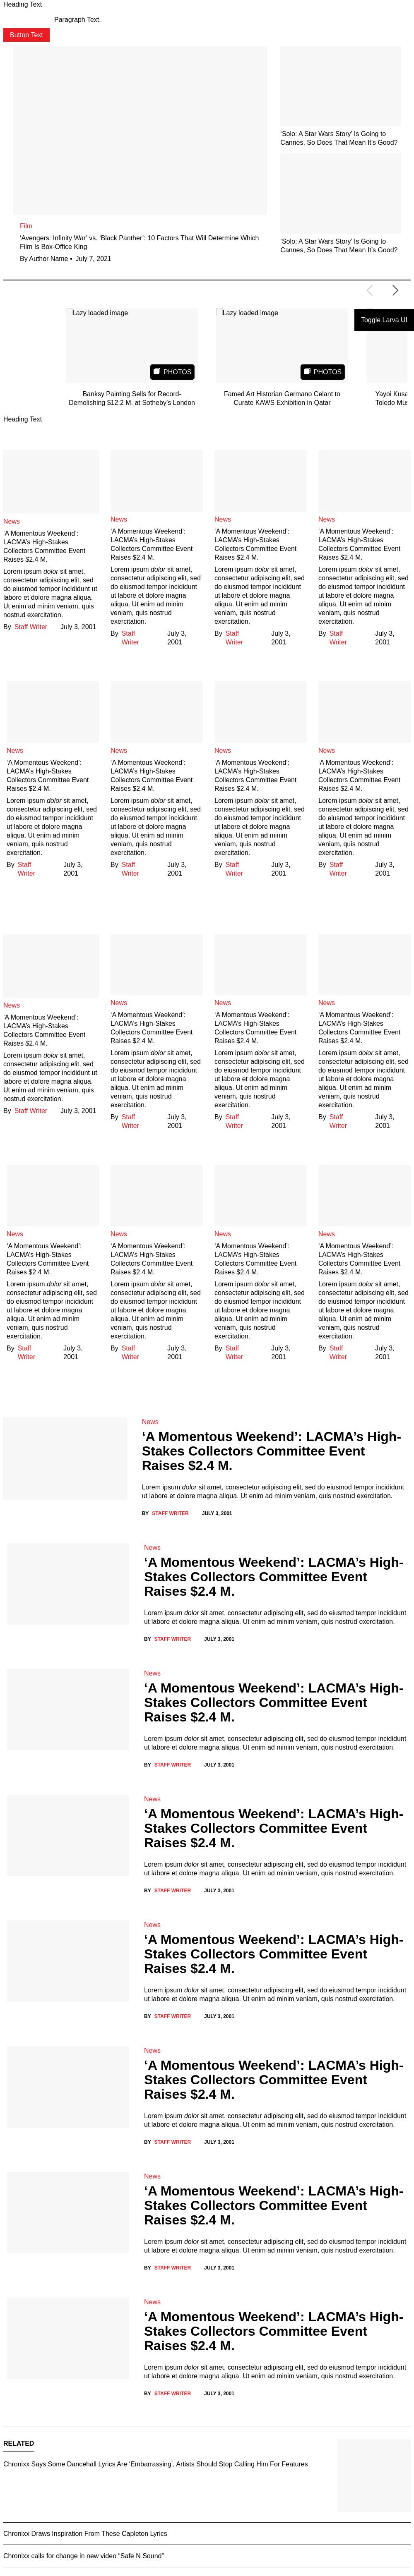 Heading Text
Paragraph Text.
Button Text
Film
‘Avengers: Infinity War’ vs. ‘Black Panther’: 10 Factors That Will Determine Which
Film Is Box-Office King
By Author Name • July 7, 2021
‘Solo: A Star Wars Story’ Is Going to
Cannes, So Does That Mean It’s Good?
‘Solo: A Star Wars Story’ Is Going to
Cannes, So Does That Mean It’s Good?
Toggle Larva UI
Lazy loaded image
PHOTOS
Banksy Painting Sells for Record-
Demolishing $12.2 M. at Sotheby’s London
Lazy loaded image
PHOTOS
Famed Art Historian Germano Celant to
Curate KAWS Exhibition in Qatar
Yayoi Kusa
Toledo Mus
Heading Text
News
‘A Momentous Weekend’:
LACMA’s High-Stakes
Collectors Committee Event
Raises $2.4 M.
Lorem ipsum dolor sit amet,
consectetur adipiscing elit, sed
do eiusmod tempor incididunt ut
labore et dolore magna aliqua.
Ut enim ad minim veniam, quis
nostrud exercitation.
By Staff Writer July 3, 2001
News
‘A Momentous Weekend’:
LACMA’s High-Stakes
Collectors Committee Event
Raises $2.4 M.
Lorem ipsum dolor sit amet,
consectetur adipiscing elit, sed
do eiusmod tempor incididunt
ut labore et dolore magna
aliqua. Ut enim ad minim
veniam, quis nostrud
exercitation.
By Staff July 3,
Writer 2001
News
‘A Momentous Weekend’:
LACMA’s High-Stakes
Collectors Committee Event
Raises $2.4 M.
Lorem ipsum dolor sit amet,
consectetur adipiscing elit, sed
do eiusmod tempor incididunt
ut labore et dolore magna
aliqua. Ut enim ad minim
veniam, quis nostrud
exercitation.
By Staff July 3,
Writer 2001
News
‘A Momentous Weekend’:
LACMA’s High-Stakes
Collectors Committee Event
Raises $2.4 M.
Lorem ipsum dolor sit amet,
consectetur adipiscing elit, sed
do eiusmod tempor incididunt
ut labore et dolore magna
aliqua. Ut enim ad minim
veniam, quis nostrud
exercitation.
By Staff July 3,
Writer 2001
News
‘A Momentous Weekend’:
LACMA’s High-Stakes
Collectors Committee Event
Raises $2.4 M.
Lorem ipsum dolor sit amet,
consectetur adipiscing elit, sed
do eiusmod tempor incididunt
ut labore et dolore magna
aliqua. Ut enim ad minim
veniam, quis nostrud
exercitation.
By Staff July 3,
Writer 2001
News
‘A Momentous Weekend’:
LACMA’s High-Stakes
Collectors Committee Event
Raises $2.4 M.
Lorem ipsum dolor sit amet,
consectetur adipiscing elit, sed
do eiusmod tempor incididunt
ut labore et dolore magna
aliqua. Ut enim ad minim
veniam, quis nostrud
exercitation.
By Staff July 3,
Writer 2001
News
‘A Momentous Weekend’:
LACMA’s High-Stakes
Collectors Committee Event
Raises $2.4 M.
Lorem ipsum dolor sit amet,
consectetur adipiscing elit, sed
do eiusmod tempor incididunt
ut labore et dolore magna
aliqua. Ut enim ad minim
veniam, quis nostrud
exercitation.
By Staff July 3,
Writer 2001
News
‘A Momentous Weekend’:
LACMA’s High-Stakes
Collectors Committee Event
Raises $2.4 M.
Lorem ipsum dolor sit amet,
consectetur adipiscing elit, sed
do eiusmod tempor incididunt
ut labore et dolore magna
aliqua. Ut enim ad minim
veniam, quis nostrud
exercitation.
By Staff July 3,
Writer 2001
News
‘A Momentous Weekend’:
LACMA’s High-Stakes
Collectors Committee Event
Raises $2.4 M.
Lorem ipsum dolor sit amet,
consectetur adipiscing elit, sed
do eiusmod tempor incididunt ut
labore et dolore magna aliqua.
Ut enim ad minim veniam, quis
nostrud exercitation.
By Staff Writer July 3, 2001
News
‘A Momentous Weekend’:
LACMA’s High-Stakes
Collectors Committee Event
Raises $2.4 M.
Lorem ipsum dolor sit amet,
consectetur adipiscing elit, sed
do eiusmod tempor incididunt
ut labore et dolore magna
aliqua. Ut enim ad minim
veniam, quis nostrud
exercitation.
By Staff July 3,
Writer 2001
News
‘A Momentous Weekend’:
LACMA’s High-Stakes
Collectors Committee Event
Raises $2.4 M.
Lorem ipsum dolor sit amet,
consectetur adipiscing elit, sed
do eiusmod tempor incididunt
ut labore et dolore magna
aliqua. Ut enim ad minim
veniam, quis nostrud
exercitation.
By Staff July 3,
Writer 2001
News
‘A Momentous Weekend’:
LACMA’s High-Stakes
Collectors Committee Event
Raises $2.4 M.
Lorem ipsum dolor sit amet,
consectetur adipiscing elit, sed
do eiusmod tempor incididunt
ut labore et dolore magna
aliqua. Ut enim ad minim
veniam, quis nostrud
exercitation.
By Staff July 3,
Writer 2001
News
‘A Momentous Weekend’:
LACMA’s High-Stakes
Collectors Committee Event
Raises $2.4 M.
Lorem ipsum dolor sit amet,
consectetur adipiscing elit, sed
do eiusmod tempor incididunt
ut labore et dolore magna
aliqua. Ut enim ad minim
veniam, quis nostrud
exercitation.
By Staff July 3,
Writer 2001
News
‘A Momentous Weekend’:
LACMA’s High-Stakes
Collectors Committee Event
Raises $2.4 M.
Lorem ipsum dolor sit amet,
consectetur adipiscing elit, sed
do eiusmod tempor incididunt
ut labore et dolore magna
aliqua. Ut enim ad minim
veniam, quis nostrud
exercitation.
By Staff July 3,
Writer 2001
News
‘A Momentous Weekend’:
LACMA’s High-Stakes
Collectors Committee Event
Raises $2.4 M.
Lorem ipsum dolor sit amet,
consectetur adipiscing elit, sed
do eiusmod tempor incididunt
ut labore et dolore magna
aliqua. Ut enim ad minim
veniam, quis nostrud
exercitation.
By Staff July 3,
Writer 2001
News
‘A Momentous Weekend’:
LACMA’s High-Stakes
Collectors Committee Event
Raises $2.4 M.
Lorem ipsum dolor sit amet,
consectetur adipiscing elit, sed
do eiusmod tempor incididunt
ut labore et dolore magna
aliqua. Ut enim ad minim
veniam, quis nostrud
exercitation.
By Staff July 3,
Writer 2001
News
‘A Momentous Weekend’: LACMA’s High-
Stakes Collectors Committee Event
Raises $2.4 M.
Lorem ipsum dolor sit amet, consectetur adipiscing elit, sed do eiusmod tempor incididunt
ut labore et dolore magna aliqua. Ut enim ad minim veniam, quis nostrud exercitation.
BY STAFF WRITER JULY 3, 2001
News
‘A Momentous Weekend’: LACMA’s High-
Stakes Collectors Committee Event
Raises $2.4 M.
Lorem ipsum dolor sit amet, consectetur adipiscing elit, sed do eiusmod tempor incididunt
ut labore et dolore magna aliqua. Ut enim ad minim veniam, quis nostrud exercitation.
BY STAFF WRITER JULY 3, 2001
News
‘A Momentous Weekend’: LACMA’s High-
Stakes Collectors Committee Event
Raises $2.4 M.
Lorem ipsum dolor sit amet, consectetur adipiscing elit, sed do eiusmod tempor incididunt
ut labore et dolore magna aliqua. Ut enim ad minim veniam, quis nostrud exercitation.
BY STAFF WRITER JULY 3, 2001
News
‘A Momentous Weekend’: LACMA’s High-
Stakes Collectors Committee Event
Raises $2.4 M.
Lorem ipsum dolor sit amet, consectetur adipiscing elit, sed do eiusmod tempor incididunt
ut labore et dolore magna aliqua. Ut enim ad minim veniam, quis nostrud exercitation.
BY STAFF WRITER JULY 3, 2001
News
‘A Momentous Weekend’: LACMA’s High-
Stakes Collectors Committee Event
Raises $2.4 M.
Lorem ipsum dolor sit amet, consectetur adipiscing elit, sed do eiusmod tempor incididunt
ut labore et dolore magna aliqua. Ut enim ad minim veniam, quis nostrud exercitation.
BY STAFF WRITER JULY 3, 2001
News
‘A Momentous Weekend’: LACMA’s High-
Stakes Collectors Committee Event
Raises $2.4 M.
Lorem ipsum dolor sit amet, consectetur adipiscing elit, sed do eiusmod tempor incididunt
ut labore et dolore magna aliqua. Ut enim ad minim veniam, quis nostrud exercitation.
BY STAFF WRITER JULY 3, 2001
News
‘A Momentous Weekend’: LACMA’s High-
Stakes Collectors Committee Event
Raises $2.4 M.
Lorem ipsum dolor sit amet, consectetur adipiscing elit, sed do eiusmod tempor incididunt
ut labore et dolore magna aliqua. Ut enim ad minim veniam, quis nostrud exercitation.
BY STAFF WRITER JULY 3, 2001
News
‘A Momentous Weekend’: LACMA’s High-
Stakes Collectors Committee Event
Raises $2.4 M.
Lorem ipsum dolor sit amet, consectetur adipiscing elit, sed do eiusmod tempor incididunt
ut labore et dolore magna aliqua. Ut enim ad minim veniam, quis nostrud exercitation.
BY STAFF WRITER JULY 3, 2001
RELATED
Chronixx Says Some Dancehall Lyrics Are ‘Embarrassing’, Artists Should Stop Calling Him For Features
Chronixx Draws Inspiration From These Capleton Lyrics
Chronixx calls for change in new video “Safe N Sound”